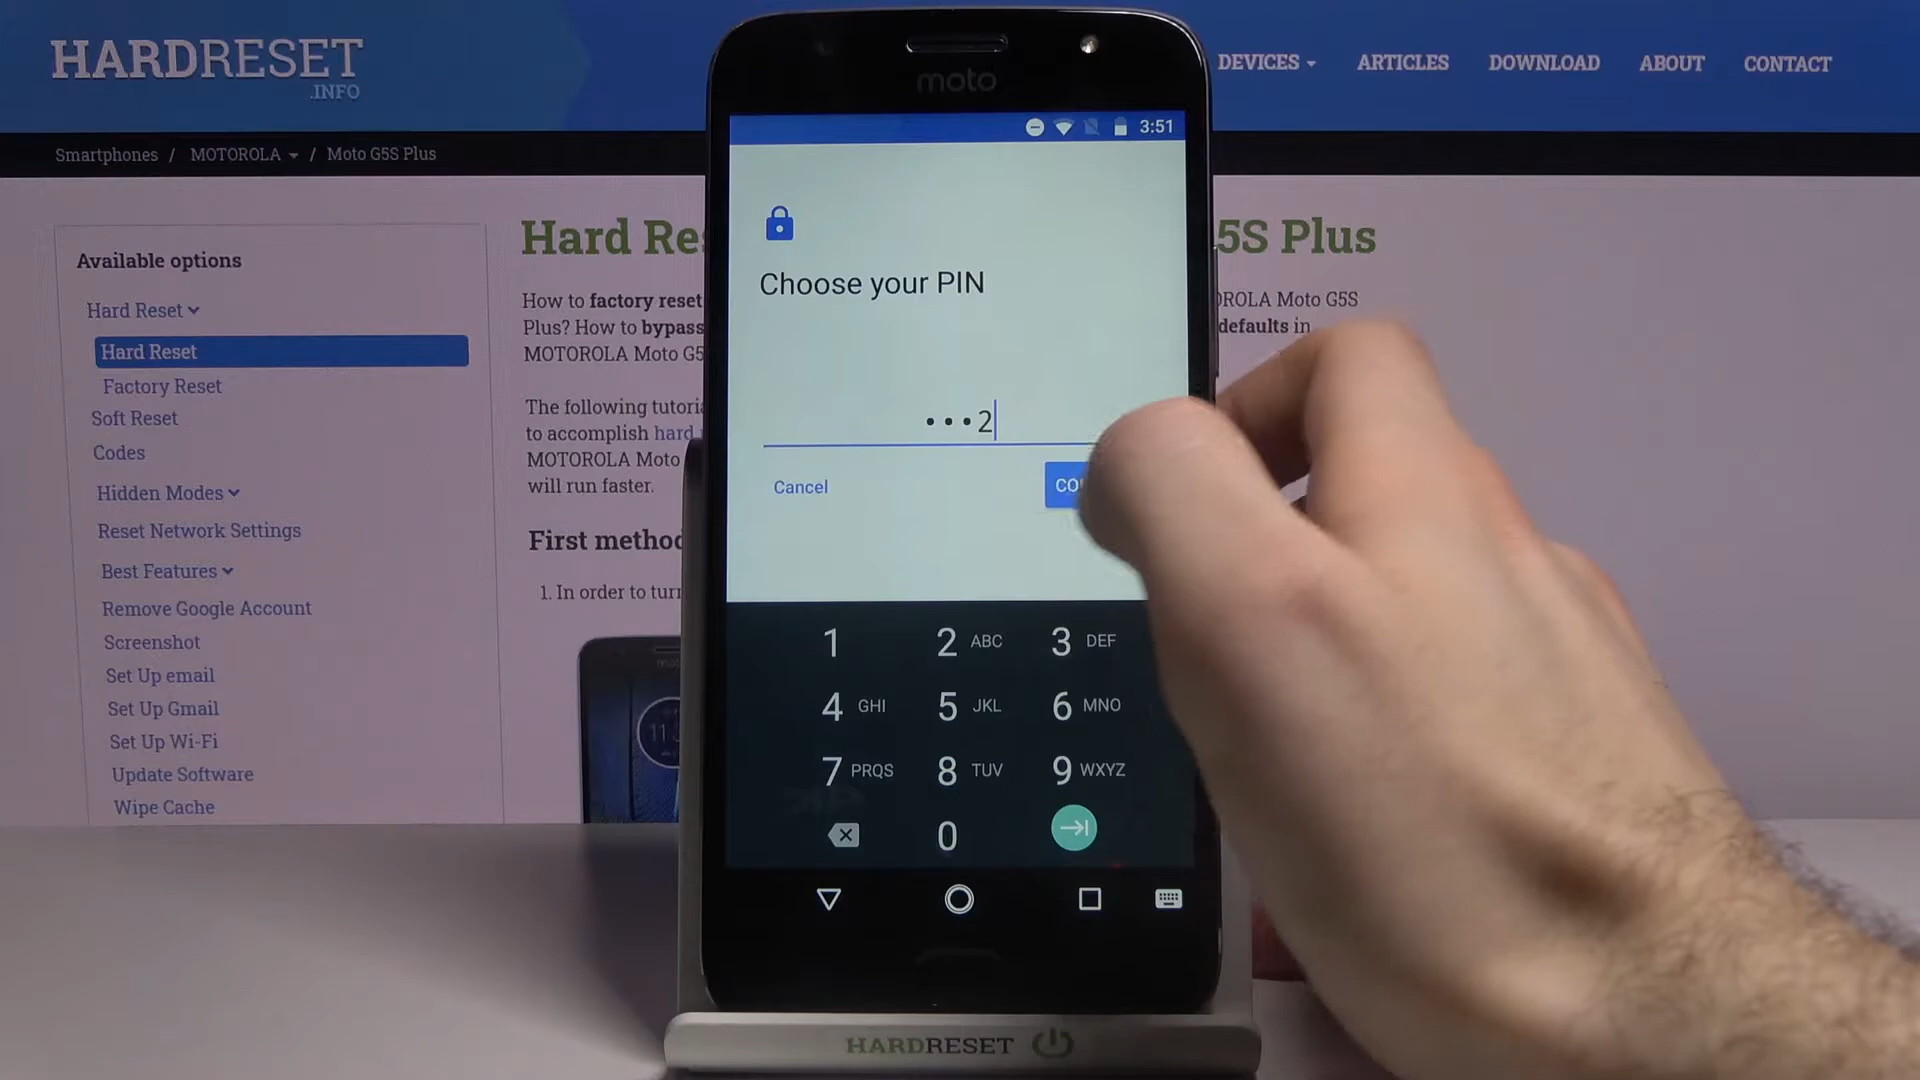 HARDRESET
.INFO
DEVICES
ARTICLES
DOWNLOAD
ABOUT
CONTACT
Smartphones / MOTOROLA / Moto G5S Plus
Available options
Hard Reset
Hard Reset
Factory Reset
Soft Reset
Codes
Hidden Modes
Reset Network Settings
Best Features
Remove Google Account
Screenshot
Set Up email
Set Up Gmail
Set Up Wi-Fi
Update Software
Wipe Cache
Hard Re
5S Plus
How to factory reset
OROLA Moto G5S
Plus? How to bypass
defaults in
MOTOROLA Moto G5
The following tutoria
to accomplish hard
MOTOROLA Moto
will run faster.
First method
1. In order to turn
moto
3:51
Choose your PIN
•••2
Cancel
CO
1
2 ABC
3 DEF
4 GHI
5 JKL
6 MNO
7 PRQS
8 TUV
9 WXYZ
0
HARDRESET